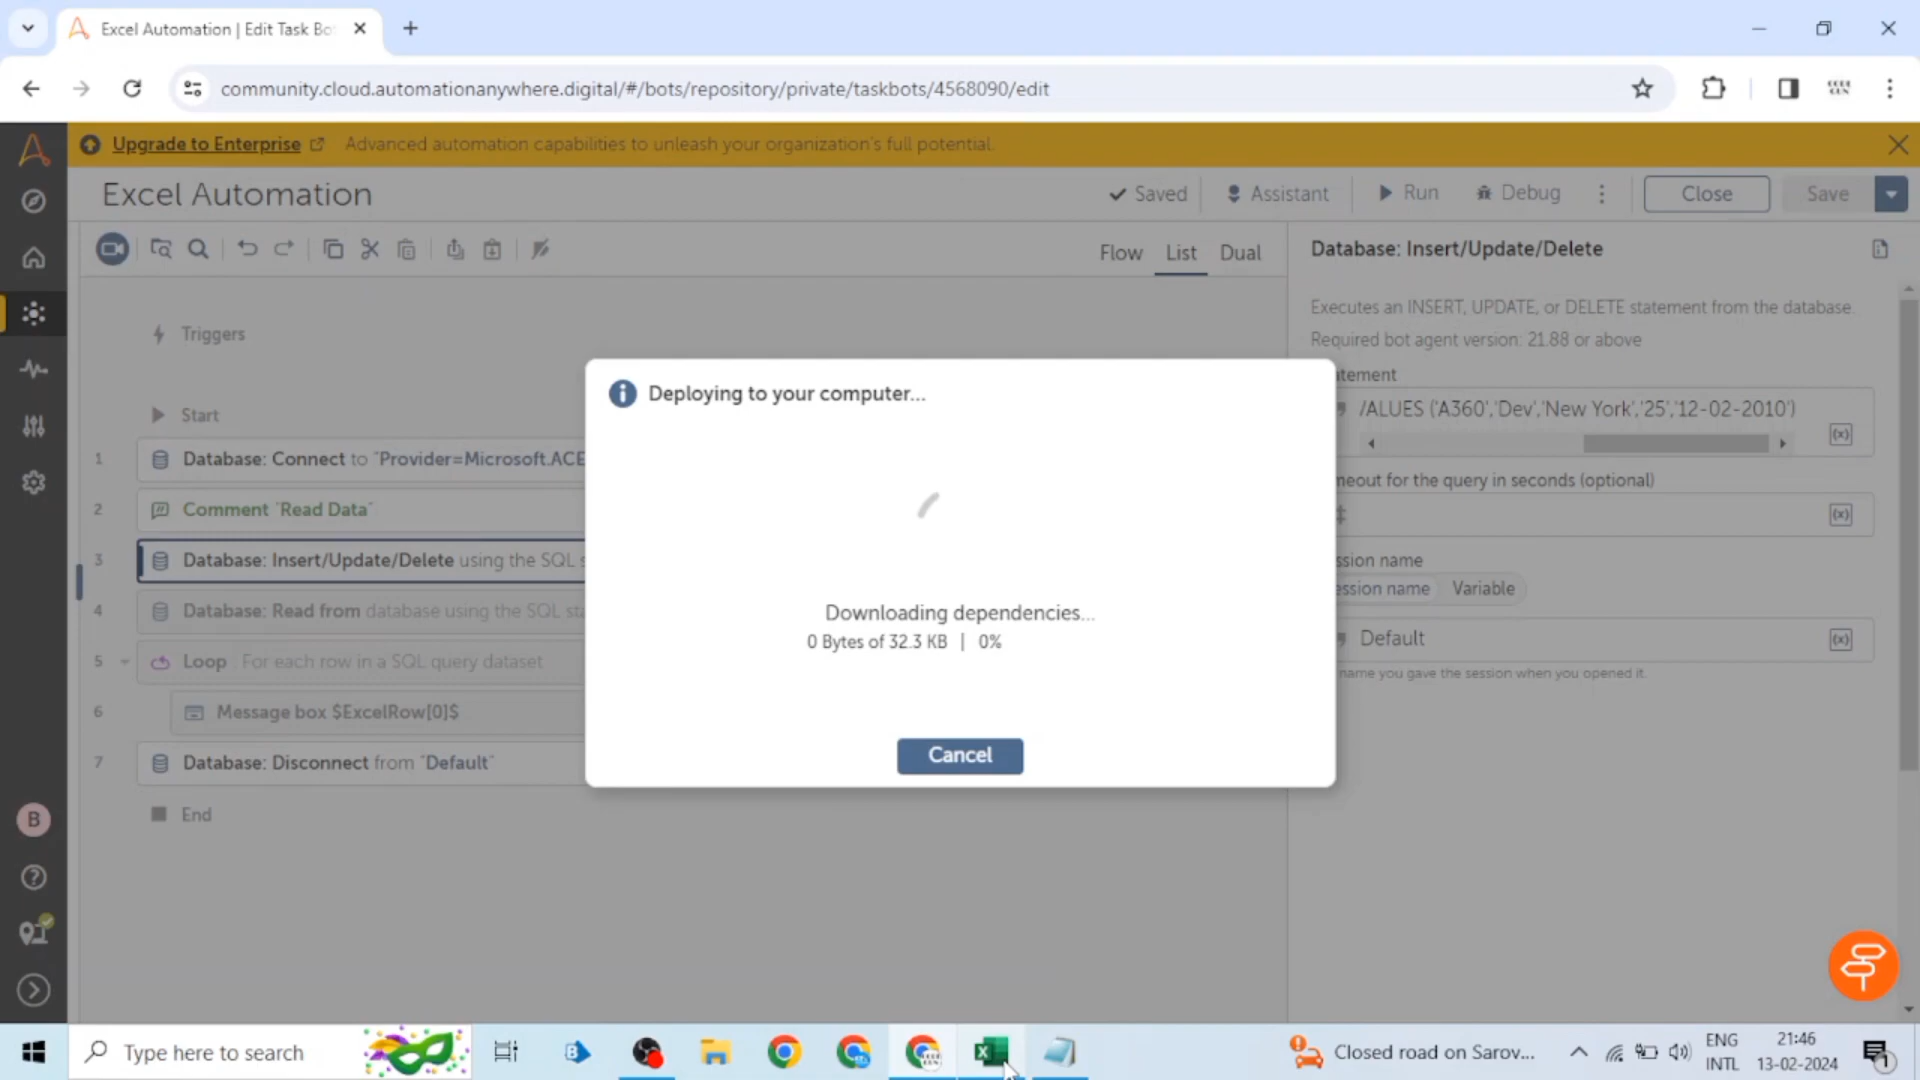 Excel Automation | Edit Task Bo
community.cloud.automationanywhere.digital/#/bots/repository/private/taskbots/4568090/edit
Upgrade to Enterprise Advanced automation capabilities to unleash your organization's full potential.
Excel Automation
Saved
Assistant
Run
Debug
Close
Save
Flow List Dual
Triggers
Start
1 Database: Connect to "Provider=Microsoft.ACE
2 Comment "Read Data"
3 Database: Insert/Update/Delete using the SQL s
4 Database: Read from database using the SQL sta
5 Loop For each row in a SQL query dataset
6 Message box $ExcelRow[0]$
7 Database: Disconnect from "Default"
End
Deploying to your computer...
Downloading dependencies...
0 Bytes of 32.3 KB | 0%
Cancel
Database: Insert/Update/Delete
Executes an INSERT, UPDATE, or DELETE statement from the database.
Required bot agent version: 21.88 or above
atement
/ALUES ('A360','Dev','New York','25','12-02-2010')
(x)
meout for the query in seconds (optional)
(x)
ssion name
ession name Variable
Default
(x)
name you gave the session when you opened it.
B
Type here to search
Closed road on Sarov...
ENG
INTL
21:46
13-02-2024
1